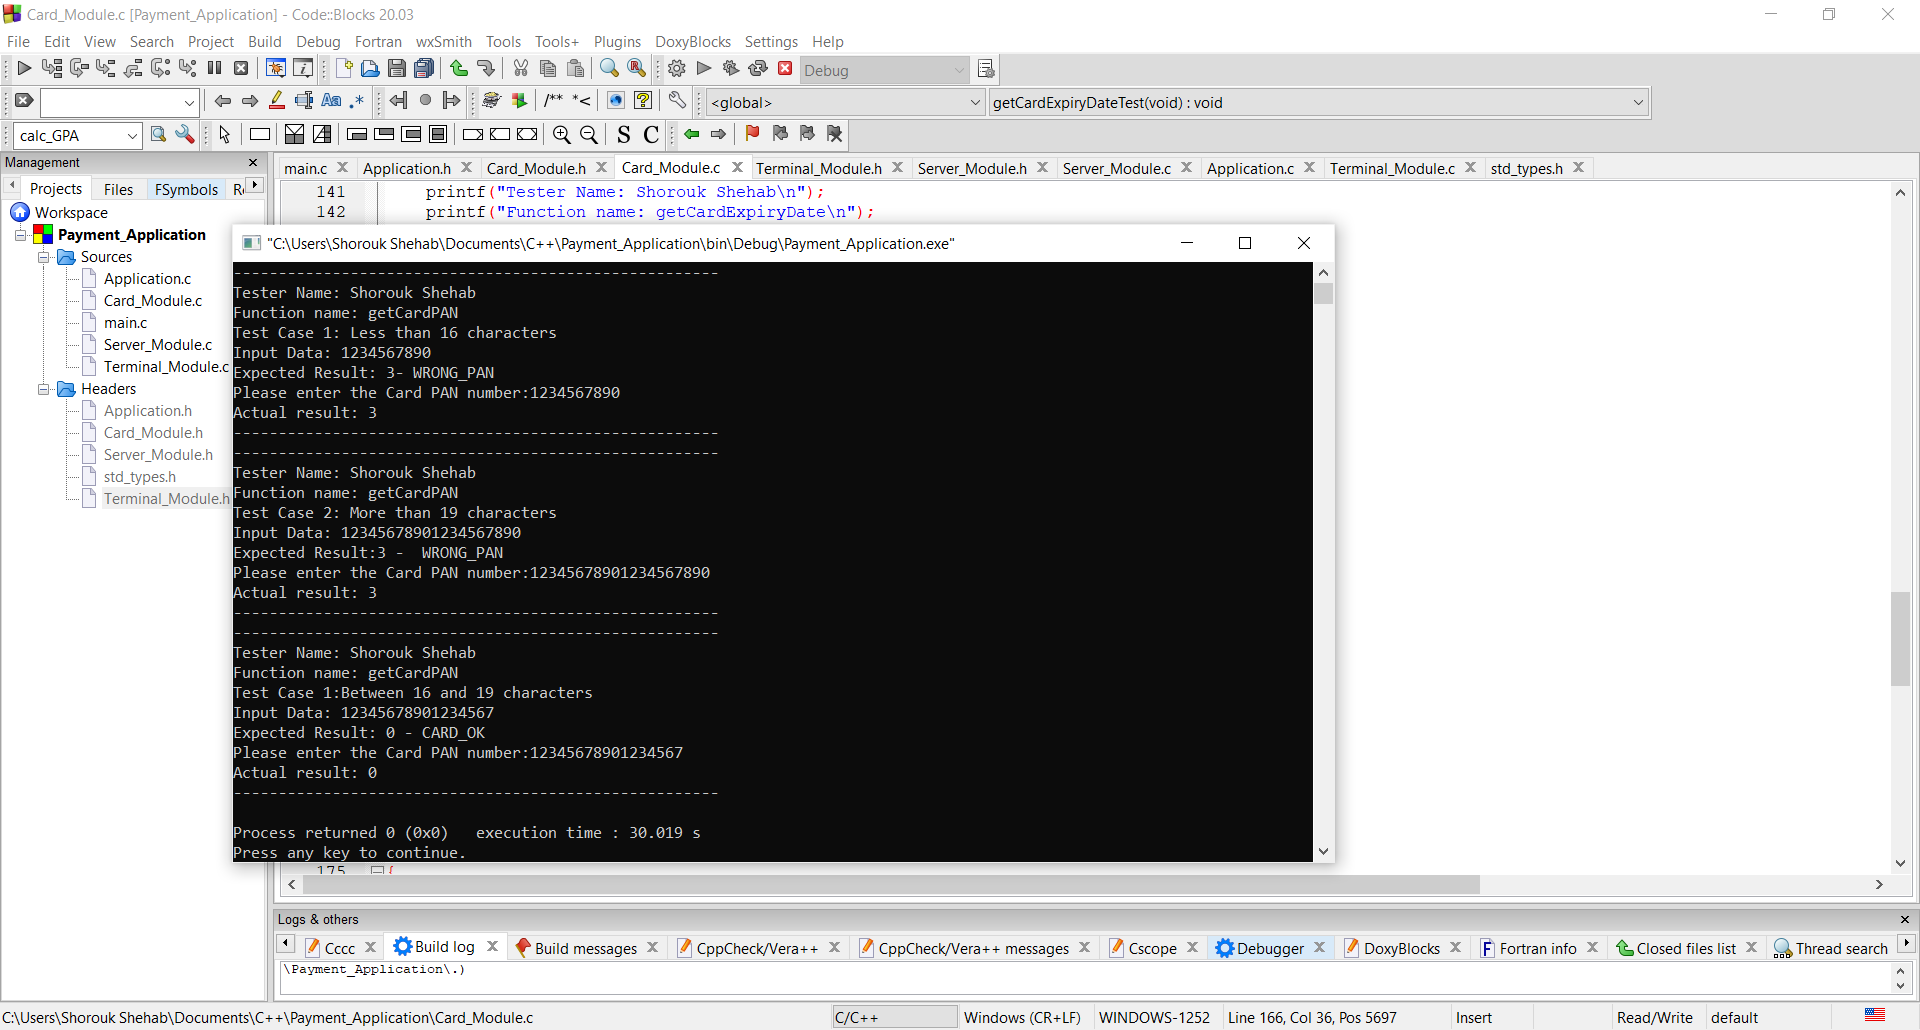 Card_Module.c [Payment_Application] - Code::Blocks 20.03
File Edit View Search Project Build Debug Fortran wxSmith Tools Tools+ Plugins DoxyBlocks Settings Help
Debug
Aa .* /** *< <global> getCardExpiryDateTest(void) : void
calc_GPA S C
Management
Projects Files FSymbols
main.c Application.h Card_Module.h Card_Module.c Terminal_Module.h Server_Module.h Server_Module.c Application.c Terminal_Module.c std_types.h
Workspace
Payment_Application
Sources
Application.c
Card_Module.c
main.c
Server_Module.c
Terminal_Module.c
Headers
Application.h
Card_Module.h
Server_Module.h
std_types.h
Terminal_Module.h
141 printf("Tester Name: Shorouk Shehab\n");
142 printf("Function name: getCardExpiryDate\n");
"C:\Users\Shorouk Shehab\Documents\C++\Payment_Application\bin\Debug\Payment_Application.exe"
------------------------------------------------------
Tester Name: Shorouk Shehab
Function name: getCardPAN
Test Case 1: Less than 16 characters
Input Data: 1234567890
Expected Result: 3- WRONG_PAN
Please enter the Card PAN number:1234567890
Actual result: 3
------------------------------------------------------
------------------------------------------------------
Tester Name: Shorouk Shehab
Function name: getCardPAN
Test Case 2: More than 19 characters
Input Data: 12345678901234567890
Expected Result:3 -  WRONG_PAN
Please enter the Card PAN number:12345678901234567890
Actual result: 3
------------------------------------------------------
------------------------------------------------------
Tester Name: Shorouk Shehab
Function name: getCardPAN
Test Case 1:Between 16 and 19 characters
Input Data: 12345678901234567
Expected Result: 0 - CARD_OK
Please enter the Card PAN number:12345678901234567
Actual result: 0
------------------------------------------------------
Process returned 0 (0x0)   execution time : 30.019 s
Press any key to continue.
175 {
Logs & others
Cccc Build log Build messages CppCheck/Vera++ CppCheck/Vera++ messages Cscope Debugger DoxyBlocks Fortran info Closed files list Thread search
\Payment_Application\.)
C:\Users\Shorouk Shehab\Documents\C++\Payment_Application\Card_Module.c C/C++ Windows (CR+LF) WINDOWS-1252 Line 166, Col 36, Pos 5697 Insert Read/Write default